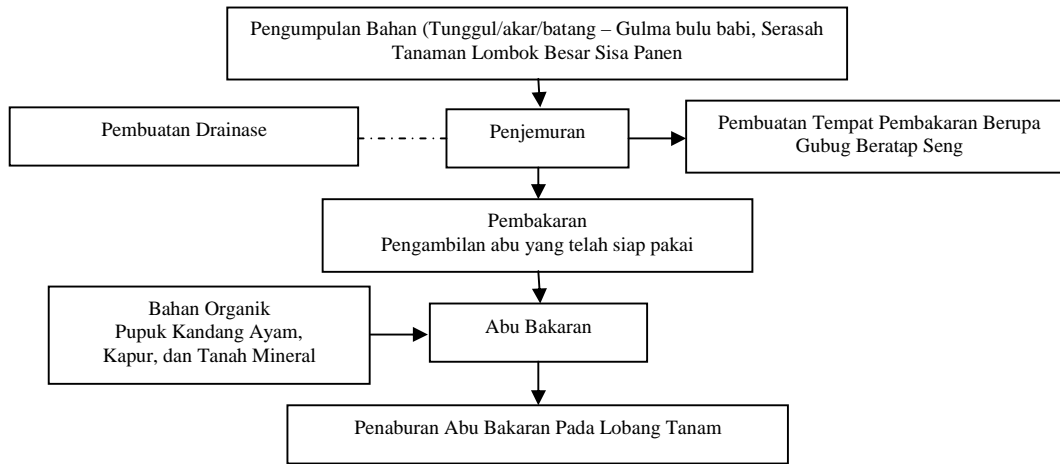 Pengumpulan Bahan (Tunggul/akar/batang – Gulma bulu babi, Serasah
Tanaman Lombok Besar Sisa Panen
Pembuatan Drainase
Penjemuran
Pembuatan Tempat Pembakaran Berupa
Gubug Beratap Seng
Pembakaran
Pengambilan abu yang telah siap pakai
Bahan Organik
Pupuk Kandang Ayam,
Kapur, dan Tanah Mineral
Abu Bakaran
Penaburan Abu Bakaran Pada Lobang Tanam